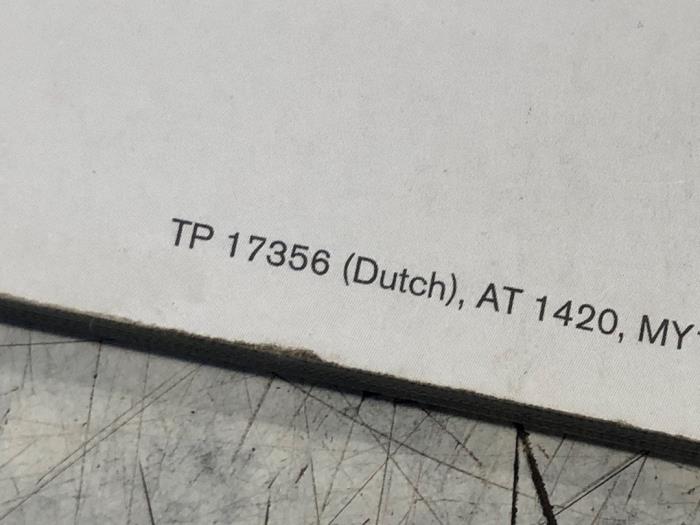 TP 17356 (Dutch), AT 1420, MY